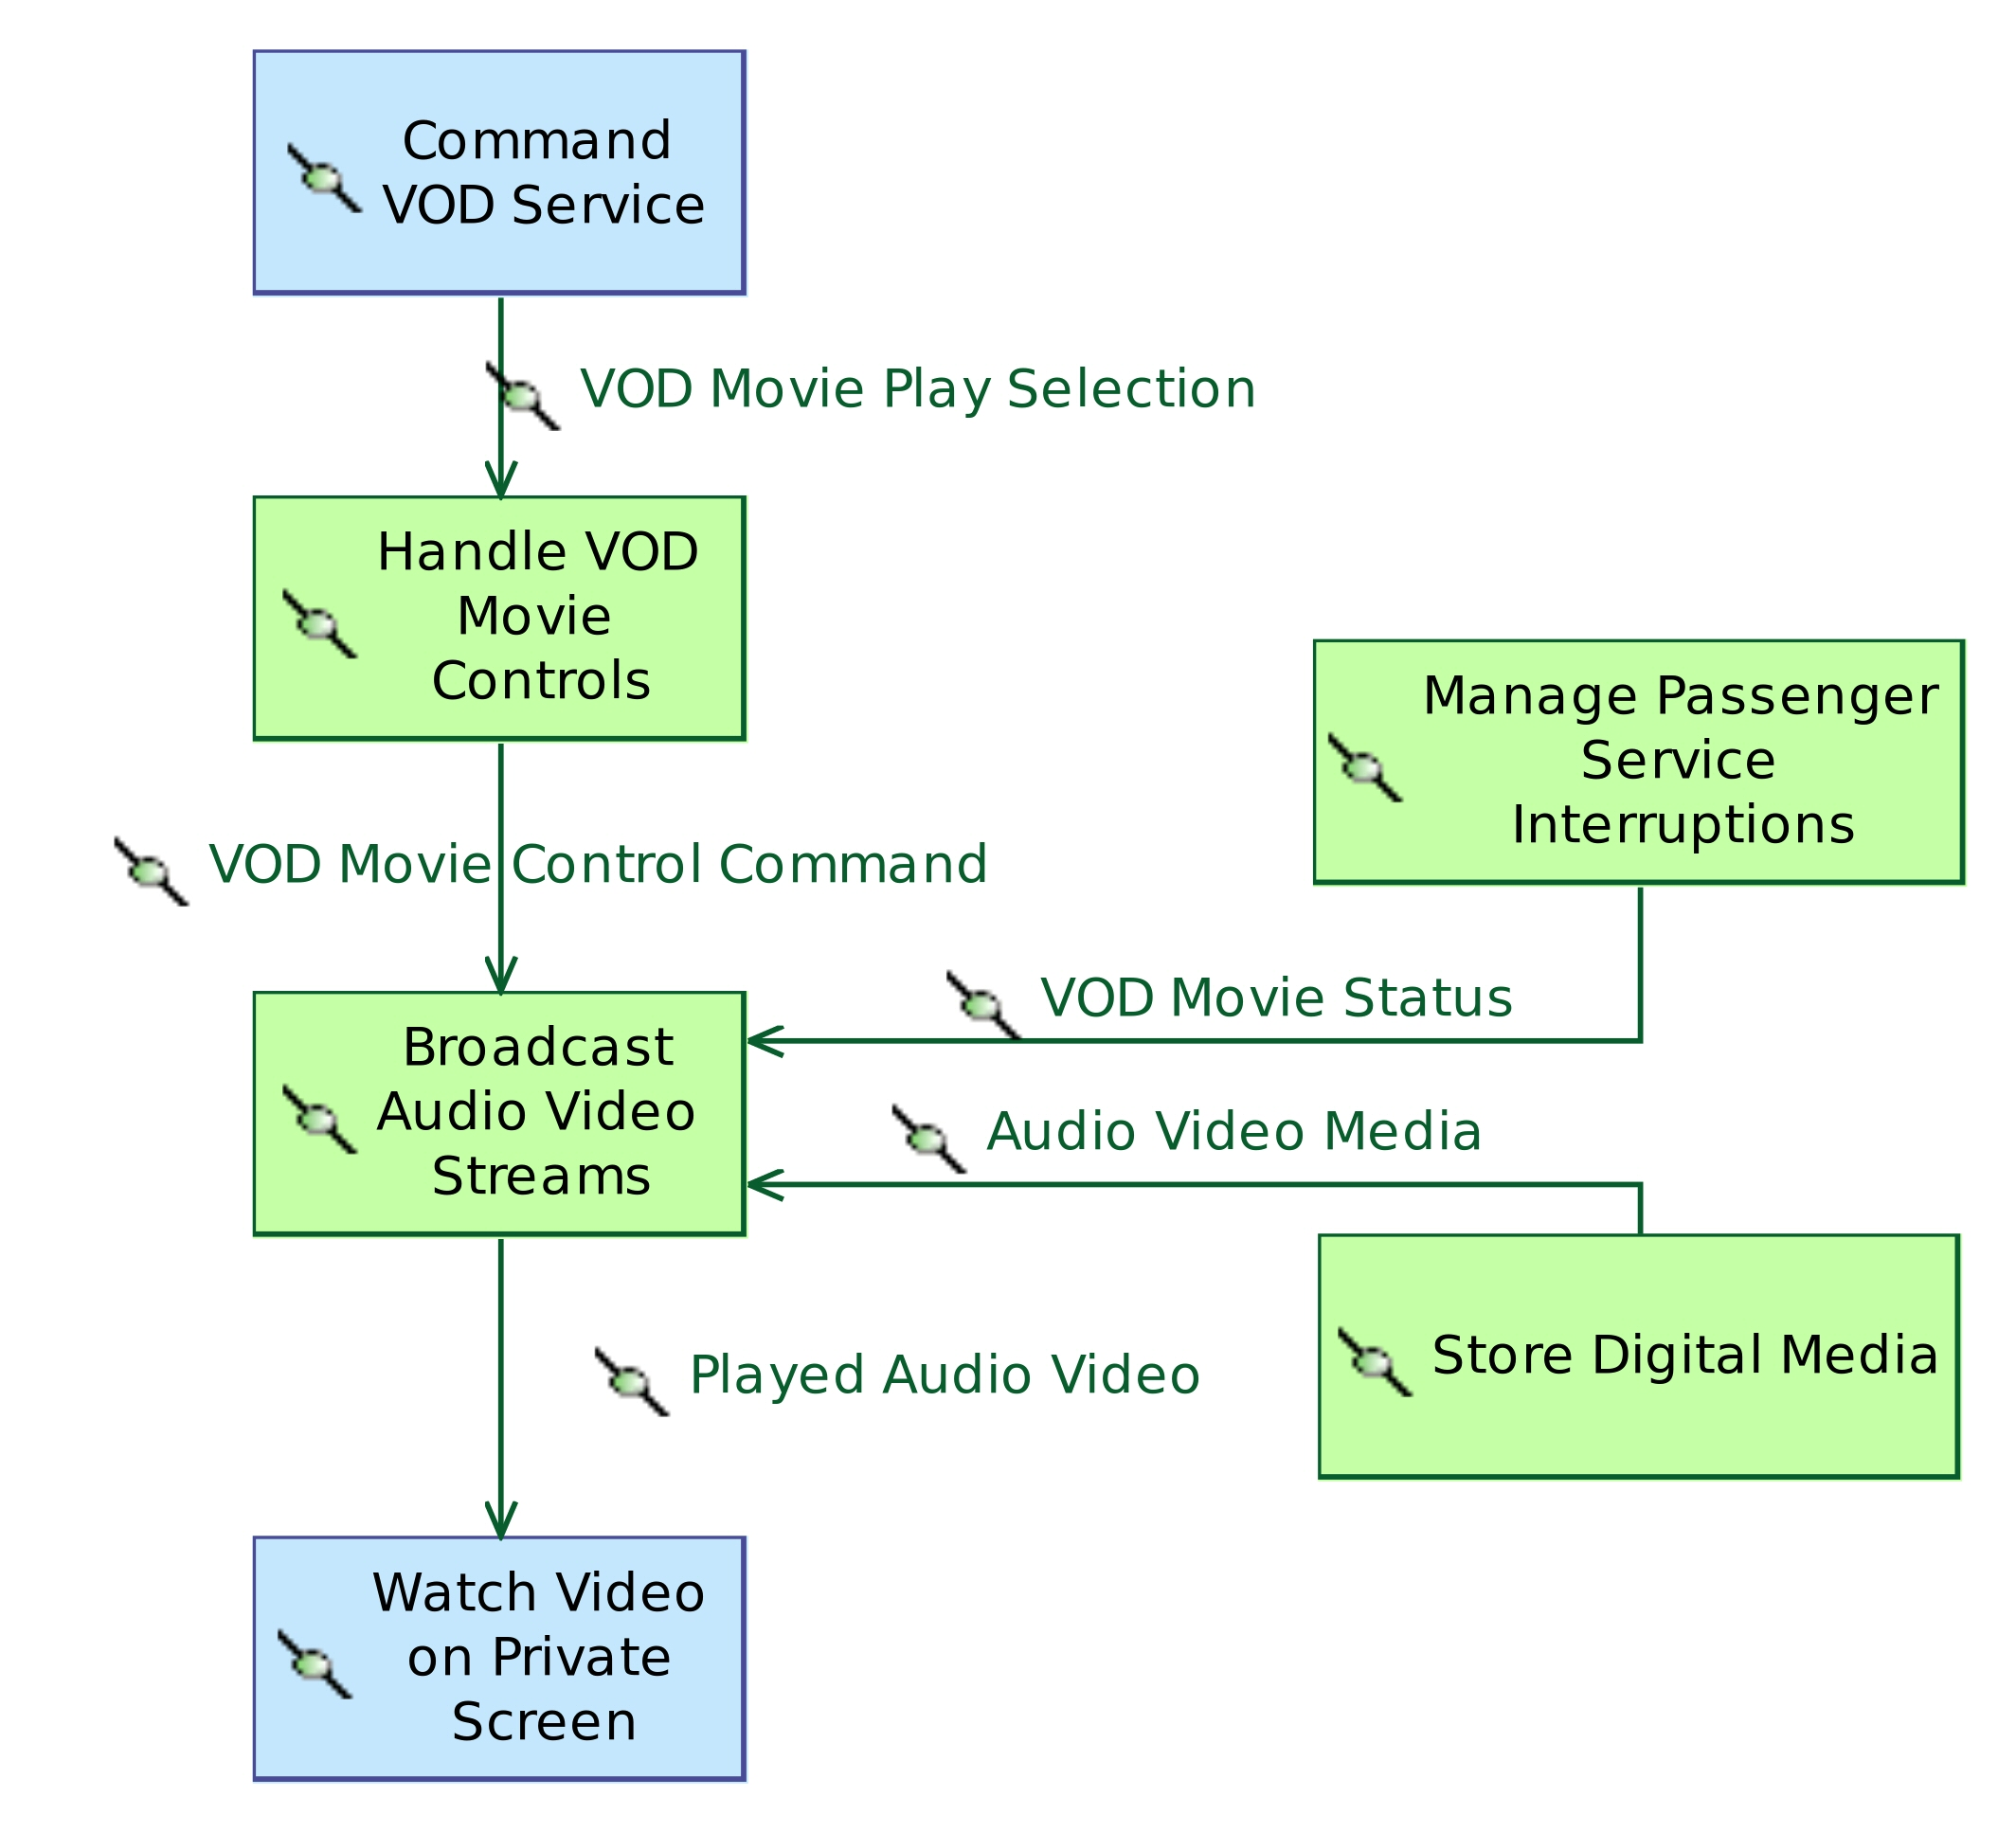 Command
VOD Service
VOD Movie Play Selection
Handle VOD
Movie
Controls
Manage Passenger
Service
Interruptions
VOD Movie Control Command
VOD Movie Status
Broadcast
Audio Video
Streams
Audio Video Media
Store Digital Media
Played Audio Video
Watch Video
on Private
Screen